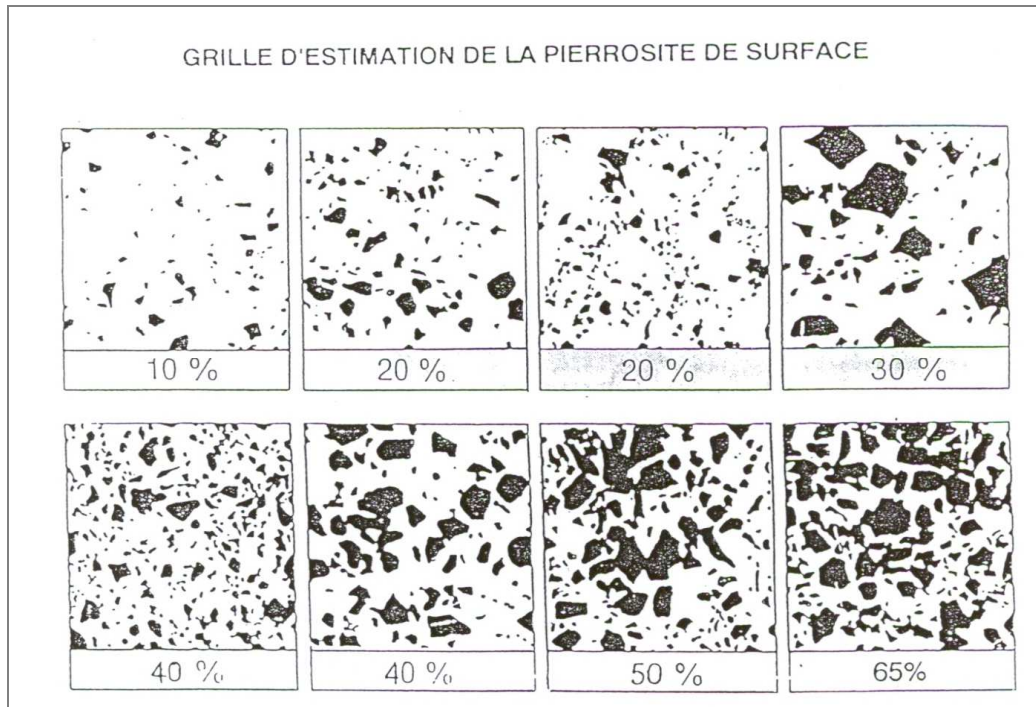 GRILLE D'ESTIMATION DE LA PIERROSITE DE SURFACE
10 % 20 % 20 % 30 %
40 % 40 % 50 % 65%